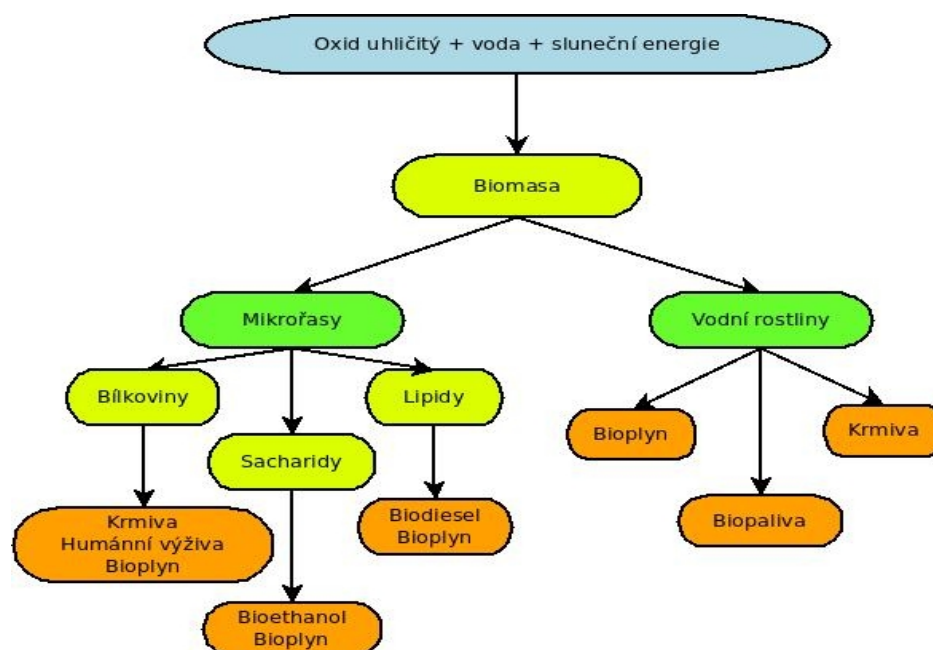 Oxid uhličitý + voda + sluneční energie
Biomasa
Mikrořasy
Vodní rostliny
Bílkoviny
Lipidy
Sacharidy
Bioplyn
Krmiva
Biopaliva
Krmiva
Humánní výživa
Bioplyn
Biodiesel
Bioplyn
Bioethanol
Bioplyn